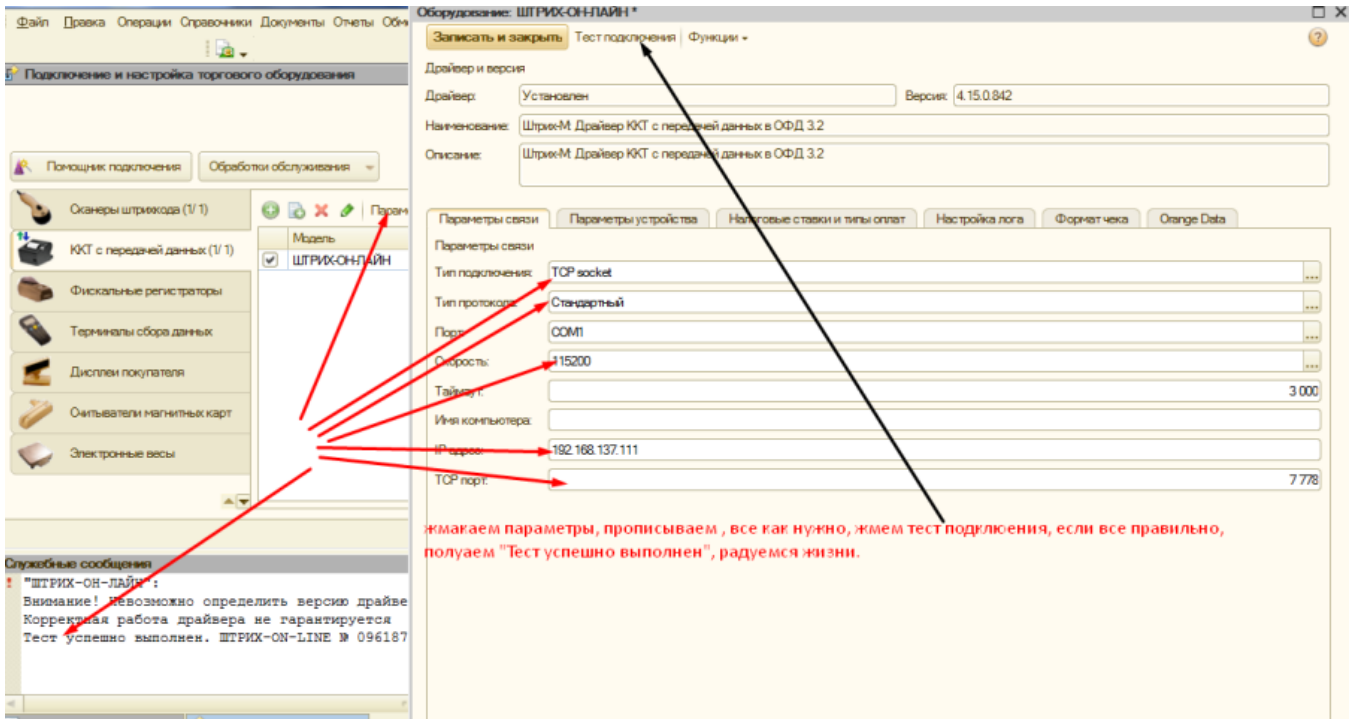 Файл Правка Операции Справочники Документы Отчеты
Подключение и настройка торгового оборудования
Помощник подключения Обработки обслуживания
Сканеры штрихкода (1/ 1)
ККТ с передачей данных (1/ 1)
Фискальные регистраторы
Терминалы сбора данных
Дисплеи покупателя
Считыватели магнитных карт
Электронные весы
Модель
ШТРИХ-ОН-ЛАЙН
Служебные сообщения
! "ШТРИХ-ОН-ЛАЙН":
Внимание! Невозможно определить версию драйве
Корректная работа драйвера не гарантируется
Тест успешно выполнен. ШТРИХ-ON-LINE № 096187
Оборудование: ШТРИХ-ОН-ЛАЙН *
Записать и закрыть Тест подключения Функции
?
Драйвер и версия
Драйвер: Установлен Версия: 4.15.0.842
Наименование: Штрих-М: Драйвер ККТ с передачей данных в ОФД 3.2
Описание: Штрих-М: Драйвер ККТ с передачей данных в ОФД 3.2
Параметры связи Параметры устройства Налоговые ставки и типы оплат Настройка лога Формат чека Orange Data
Параметры связи
Тип подключения: TCP socket ...
Тип протокола: Стандартный ...
Порт: COM1 ...
Скорость: 115200 ...
Таймаут: 3 000
Имя компьютера:
IP адрес: 192.168.137.111
TCP порт: 7 778
жмакаем параметры, прописываем , все как нужно, жмем тест подклюения, если все правильно,
полуаем "Тест успешно выполнен", радуемся жизни.